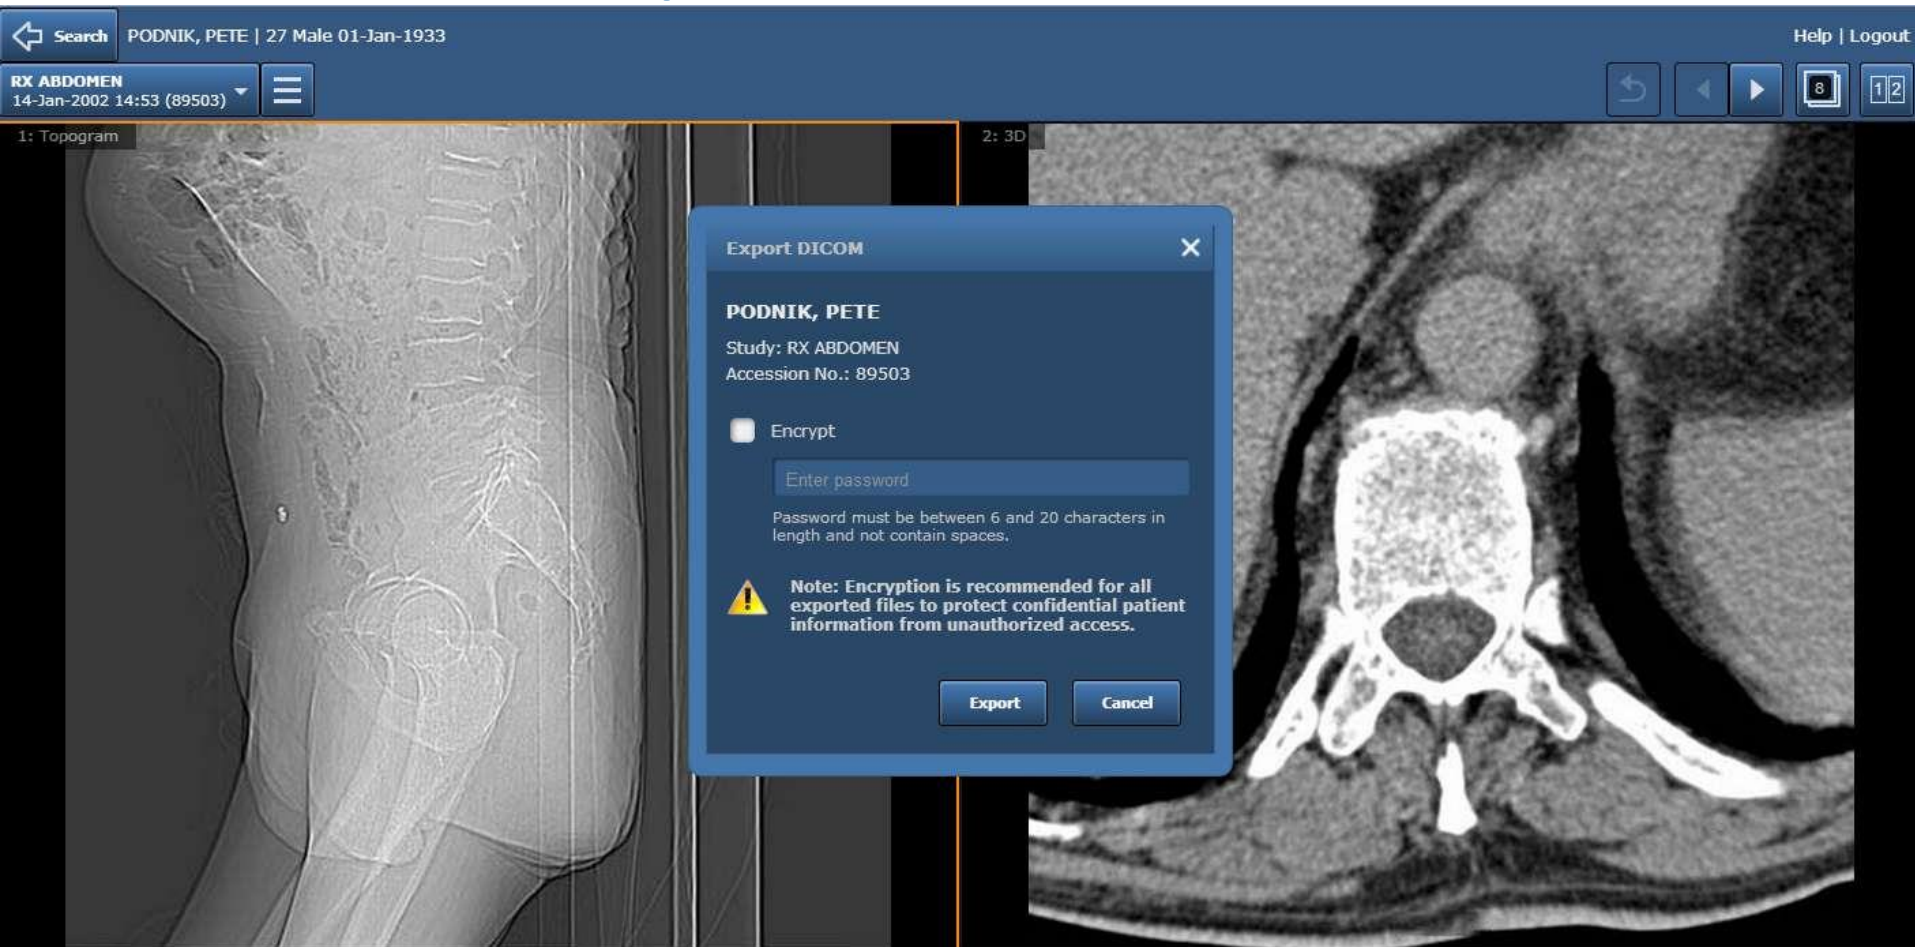 Search PODNIK, PETE | 27 Male 01-Jan-1933
Help | Logout
RX ABDOMEN
14-Jan-2002 14:53 (89503)
8
1 2
1: Topogram
2: 3D
Export DICOM
PODNIK, PETE
Study: RX ABDOMEN
Accession No.: 89503
Encrypt
Enter password
Password must be between 6 and 20 characters in
length and not contain spaces.
Note: Encryption is recommended for all
exported files to protect confidential patient
information from unauthorized access.
Export Cancel